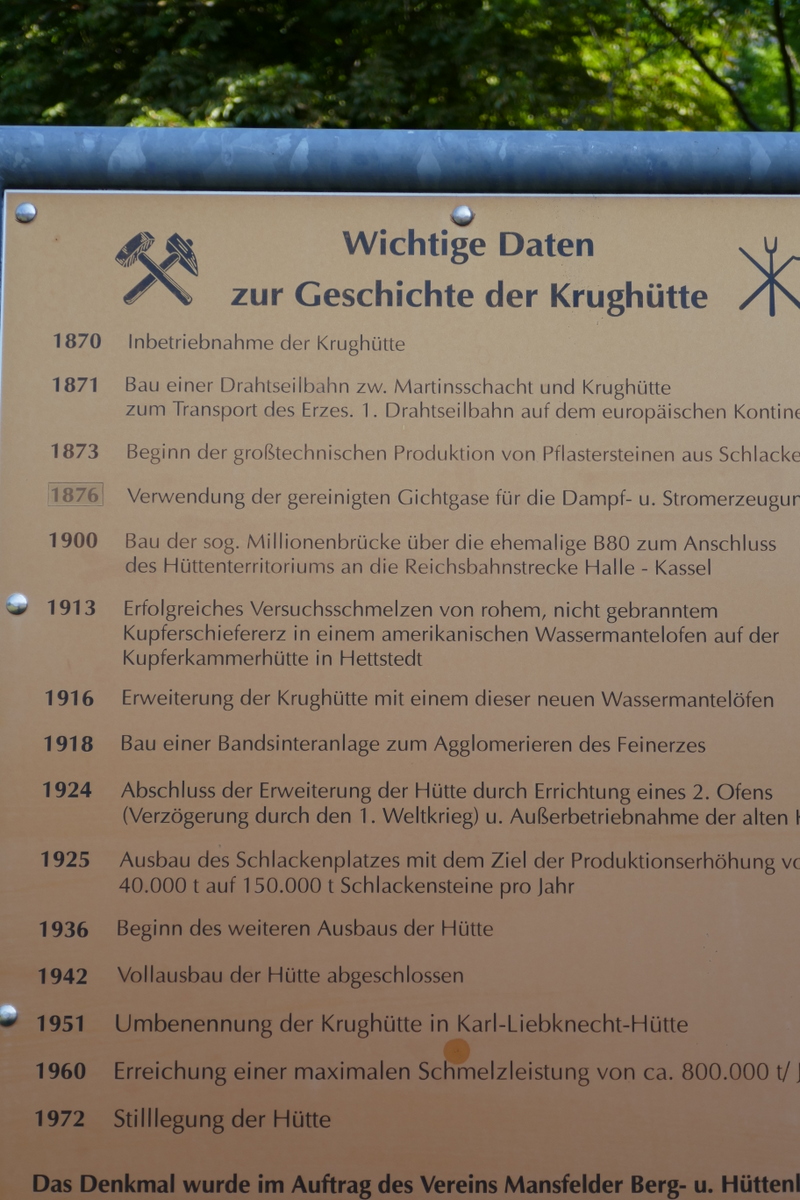 Wichtige Daten
zur Geschichte der Krughütte
1870 Inbetriebnahme der Krughütte
1871 Bau einer Drahtseilbahn zw. Martinsschacht und Krughütte
zum Transport des Erzes. 1. Drahtseilbahn auf dem europäischen
1873 Beginn der großtechnischen Produktion von Pflastersteinen aus Schlacke
1876 Verwendung der gereinigten Gichtgase für die Dampf- u.
1900 Bau der sog. Millionenbrücke über die ehemalige B80 zum Anschluss
des Hüttenterritoriums an die Reichsbahnstrecke Halle - Kassel
1913 Erfolgreiches Versuchsschmelzen von rohem, nicht gebranntem
Kupferschiefererz in einem amerikanischen Wassermantelofen auf der
Kupferkammerhütte in Hettstedt
1916 Erweiterung der Krughütte mit einem dieser neuen Wassermantelöfen
1918 Bau einer Bandsinteranlage zum Agglomerieren des Feinerzes
1924 Abschluss der Erweiterung der Hütte durch Errichtung eines 2. Ofens
(Verzögerung durch den 1. Weltkrieg) u. Außerbetriebnahme der alten
1925 Ausbau des Schlackenplatzes mit dem Ziel der Produktionserhöhung
40.000 t auf 150.000 t Schlackensteine pro Jahr
1936 Beginn des weiteren Ausbaus der Hütte
1942 Vollausbau der Hütte abgeschlossen
1951 Umbenennung der Krughütte in Karl-Liebknecht-Hütte
1960 Erreichung einer maximalen Schmelzleistung von ca. 800.000 t/
1972 Stilllegung der Hütte
Das Denkmal wurde im Auftrag des Vereins Mansfelder Berg- u.